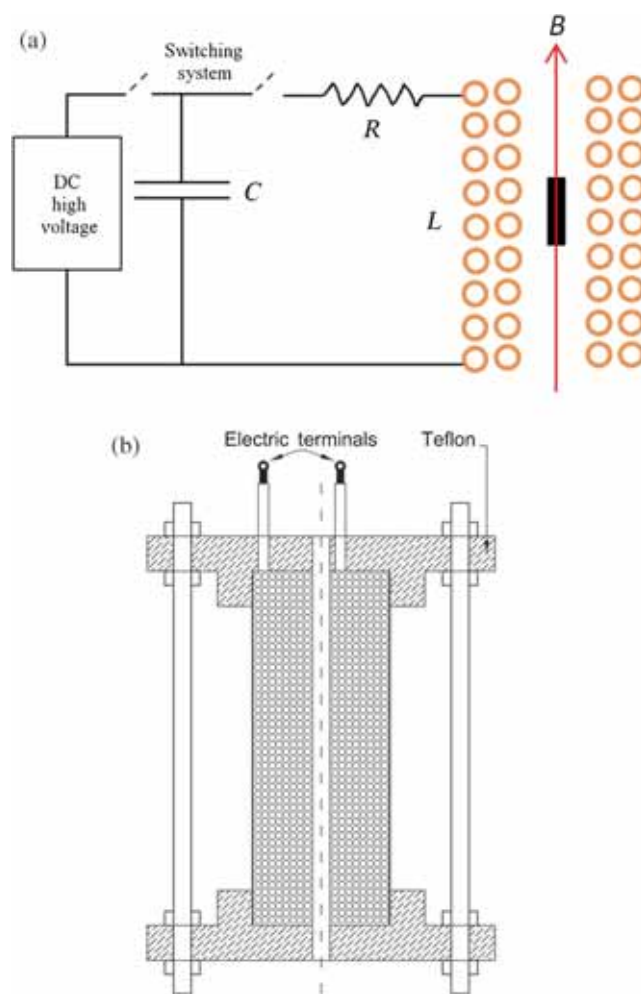 (a)
B
Switching
system
R
DC
high
voltage
C
L
(b)
Electric terminals
Teflon